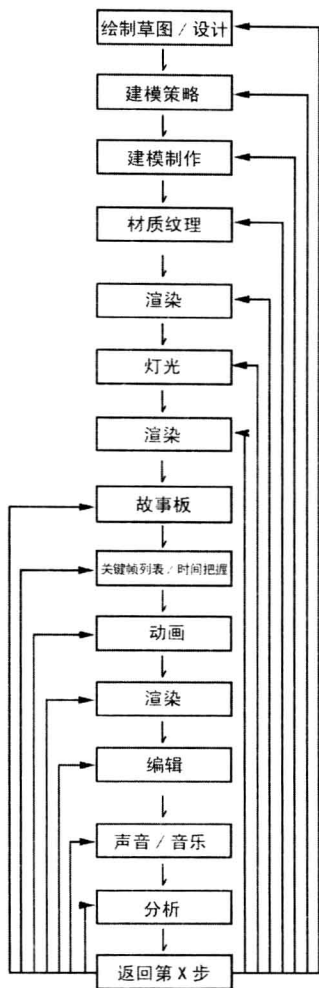 绘制草图/设计
建模策略
建模制作
材质纹理
渲染
灯光
渲染
故事板
关键帧列表/时间把握
动画
渲染
编辑
声音/音乐
分析
返回第X步